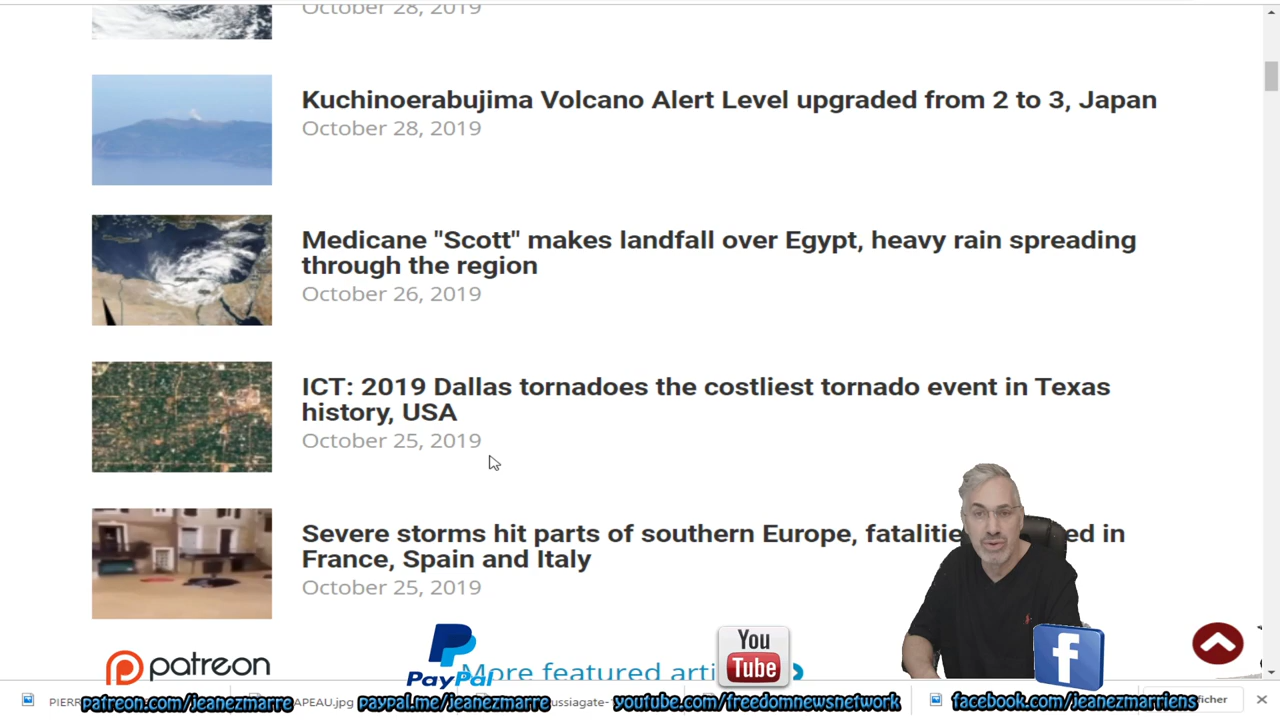 October 28, 2019
Kuchinoerabujima Volcano Alert Level upgraded from 2 to 3, Japan
October 28, 2019
Medicane "Scott" makes landfall over Egypt, heavy rain spreading
through the region
October 26, 2019
ICT: 2019 Dallas tornadoes the costliest tornado event in Texas
history, USA
October 25, 2019
Severe storms hit parts of southern Europe, in
France, Spain and Italy
October 25, 2019
patreon
PayPal
More featured
You
Tube
patreon.com/jeanezmarre
paypal.me/jeanezmarre
youtube.com/freedomnewsnetwork
facebook.com/jeanezmarriens